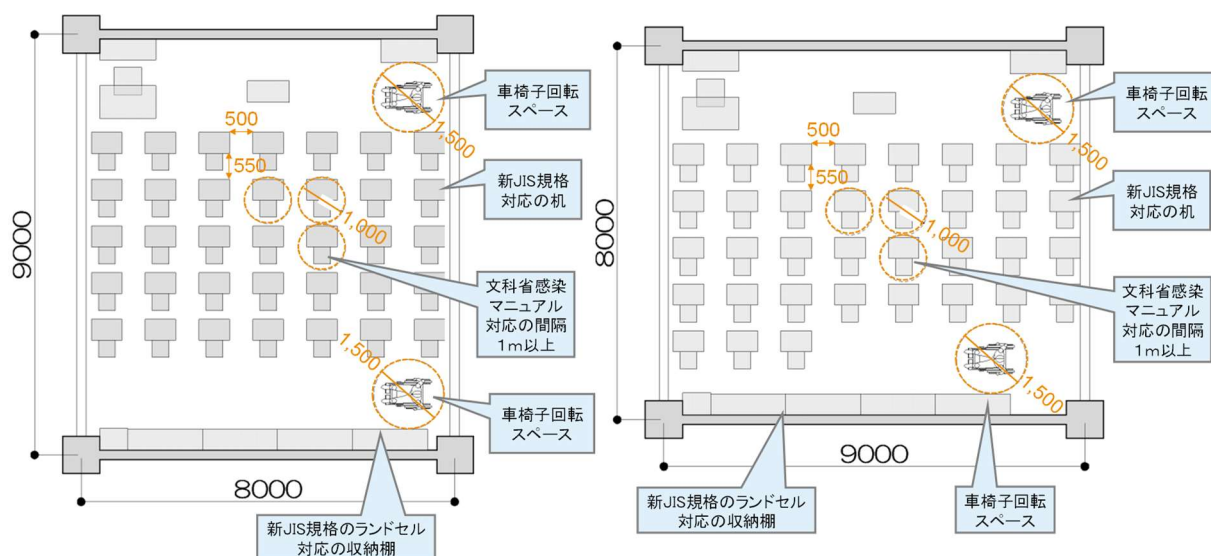 車椅子回転
スペース
1,500
500
550
新JIS規格
対応の机
1,000
9000
文科省感染
マニュアル
対応の間隔
1m以上
1,500
車椅子回転
スペース
8000
新JIS規格のランドセル
対応の収納棚
車椅子回転
スペース
1,500
500
550
新JIS規格
対応の机
1,000
8000
文科省感染
マニュアル
対応の間隔
1m以上
1,500
9000
新JIS規格のランドセル
対応の収納棚
車椅子回転
スペース